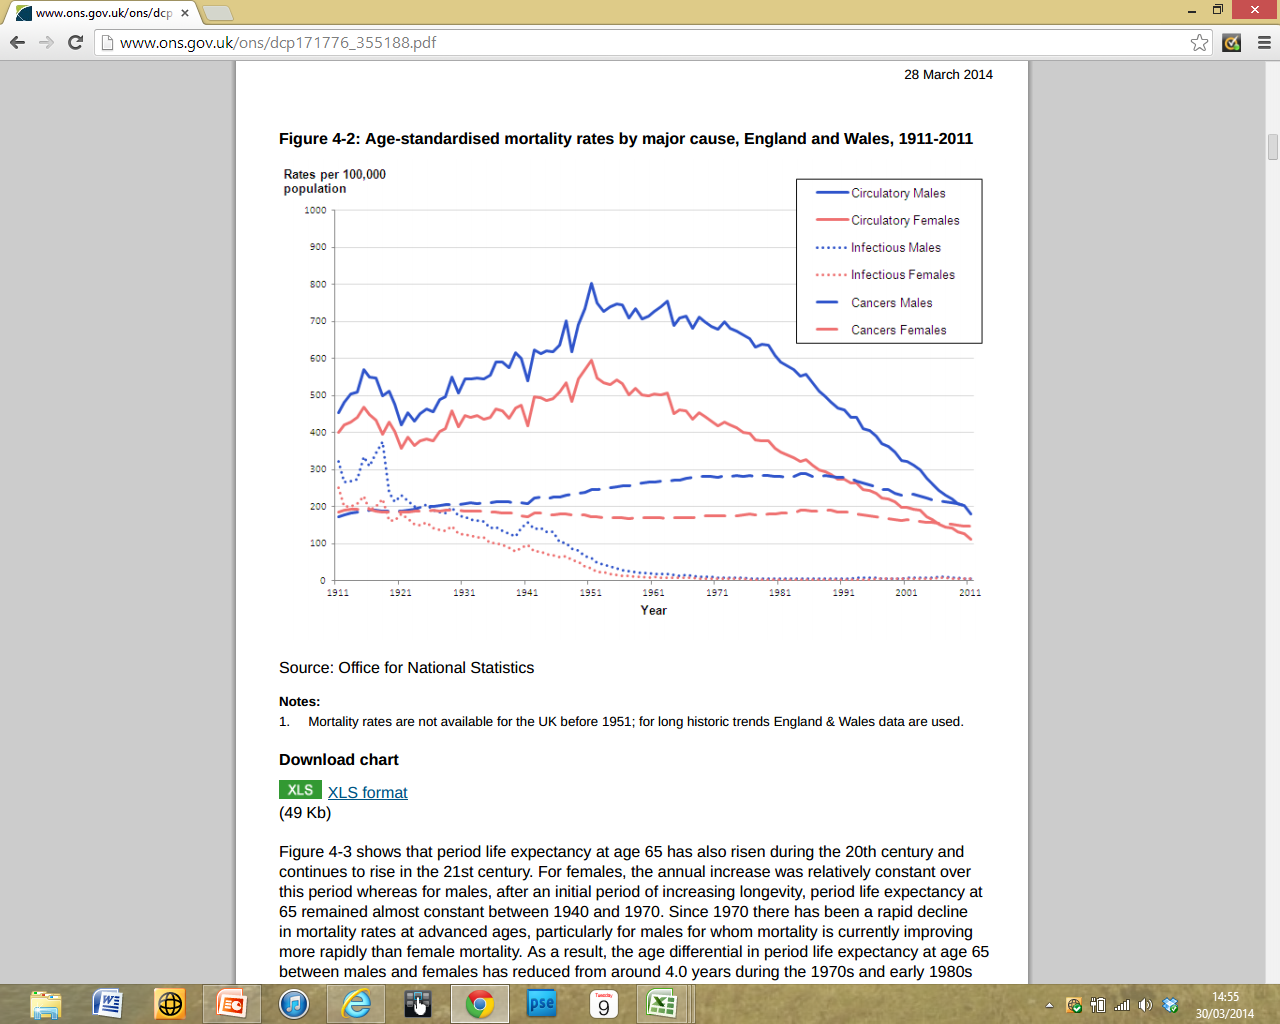 www.ons.gov.uk/ons/dcp
www.ons.gov.uk/ons/dcp171776_355188.pdf
28 March 2014
Figure 4-2: Age-standardised mortality rates by major cause, England and Wales, 1911-2011
Rates per 100,000
population
Circulatory Males
Circulatory Females
Infectious Males
Infectious Females
Cancers Males
Cancers Females
1000
900
800
700
600
500
400
300
200
100
0
1911 1921 1931 1941 1951 1961 1971 1981 1991 2001 2011
Year
Source: Office for National Statistics
Notes:
1. Mortality rates are not available for the UK before 1951; for long historic trends England & Wales data are used.
Download chart
XLS XLS format
(49 Kb)
Figure 4-3 shows that period life expectancy at age 65 has also risen during the 20th century and
continues to rise in the 21st century. For females, the annual increase was relatively constant over
this period whereas for males, after an initial period of increasing longevity, period life expectancy at
65 remained almost constant between 1940 and 1970. Since 1970 there has been a rapid decline
in mortality rates at advanced ages, particularly for males for whom mortality is currently improving
more rapidly than female mortality. As a result, the age differential in period life expectancy at age 65
between males and females has reduced from around 4.0 years during the 1970s and early 1980s
pse
Tuesday
9
14:55
30/03/2014